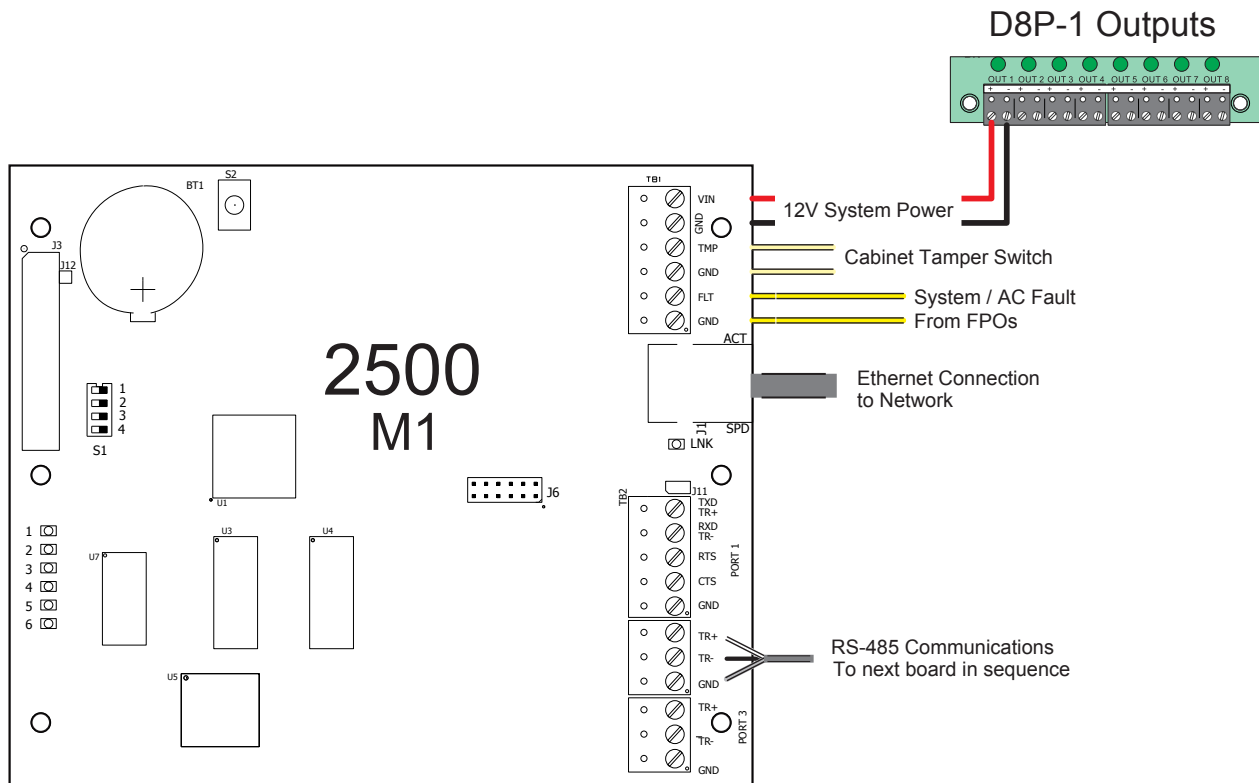 D8P-1 Outputs
OUT 1 OUT 2 OUT 3 OUT 4 OUT 5 OUT 6 OUT 7 OUT 8
+ - + - + - + - + - + - + - + -
BT1
S2
J3
J12
1
2
3
4
S1
2500
M1
U1
U3
U4
U7
U5
1
2
3
4
5
6
J6
TB1
VIN
GND
TMP
GND
FLT
GND
12V System Power
Cabinet Tamper Switch
System / AC Fault
From FPOs
ACT
J1
SPD
LNK
Ethernet Connection
to Network
TB2
J11
TXD
TR+
RXD
TR-
RTS
CTS
GND
PORT 1
TR+
TR-
GND
RS-485 Communications
To next board in sequence
TR+
TR-
GND
PORT 3